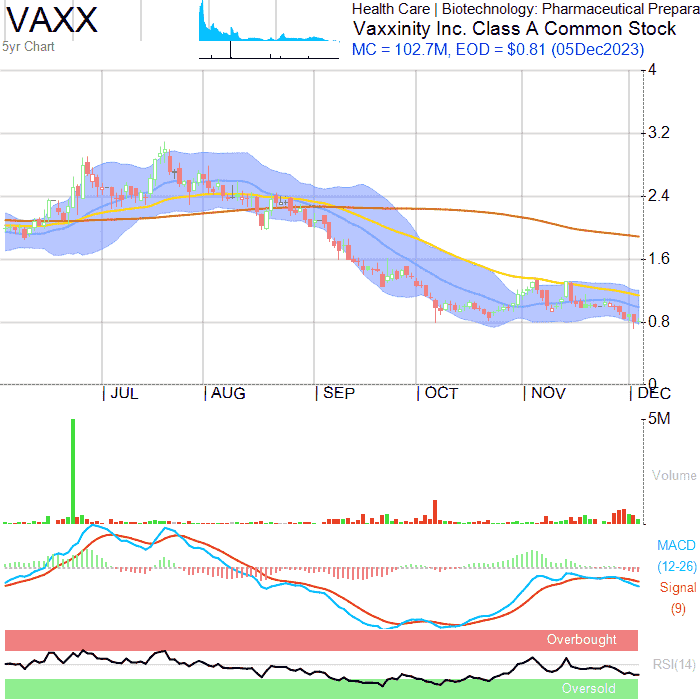 VAXX
5yr Chart
Health Care | Biotechnology: Pharmaceutical Prepara
Vaxxinity Inc. Class A Common Stock
MC = 102.7M, EOD = $0.81 (05Dec2023)
4
3.2
2.4
1.6
0.8
0
JUL AUG SEP OCT NOV DEC
5M
Volume
MACD
(12-26)
Signal
(9)
Overbought
RSI(14)
Oversold